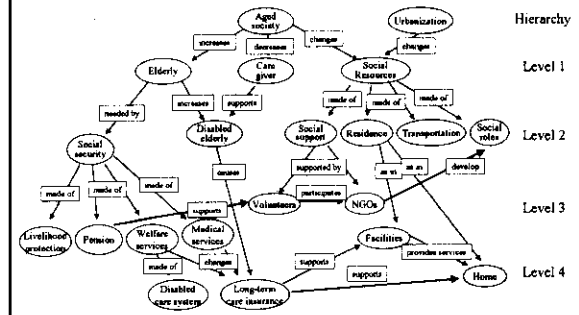 Aged society
Urbanization
Hierarchy
increases
decreases
changes
changes
Elderly
Care giver
Social Resources
Level 1
needed by
increases
supports
made of
made of
made of
Social security
Disabled elderly
Social support
Residence
Transportation
Social roles
Level 2
made of
made of
made of
causes
supported by
as in
as in
develop
supports
Volunteers
participates
NGOs
Level 3
Livelihood protection
Pension
Welfare services
Medical services
Facilities
made of
changes
supports
provides services
supports
Level 4
Disabled care system
Long-term care insurance
Home